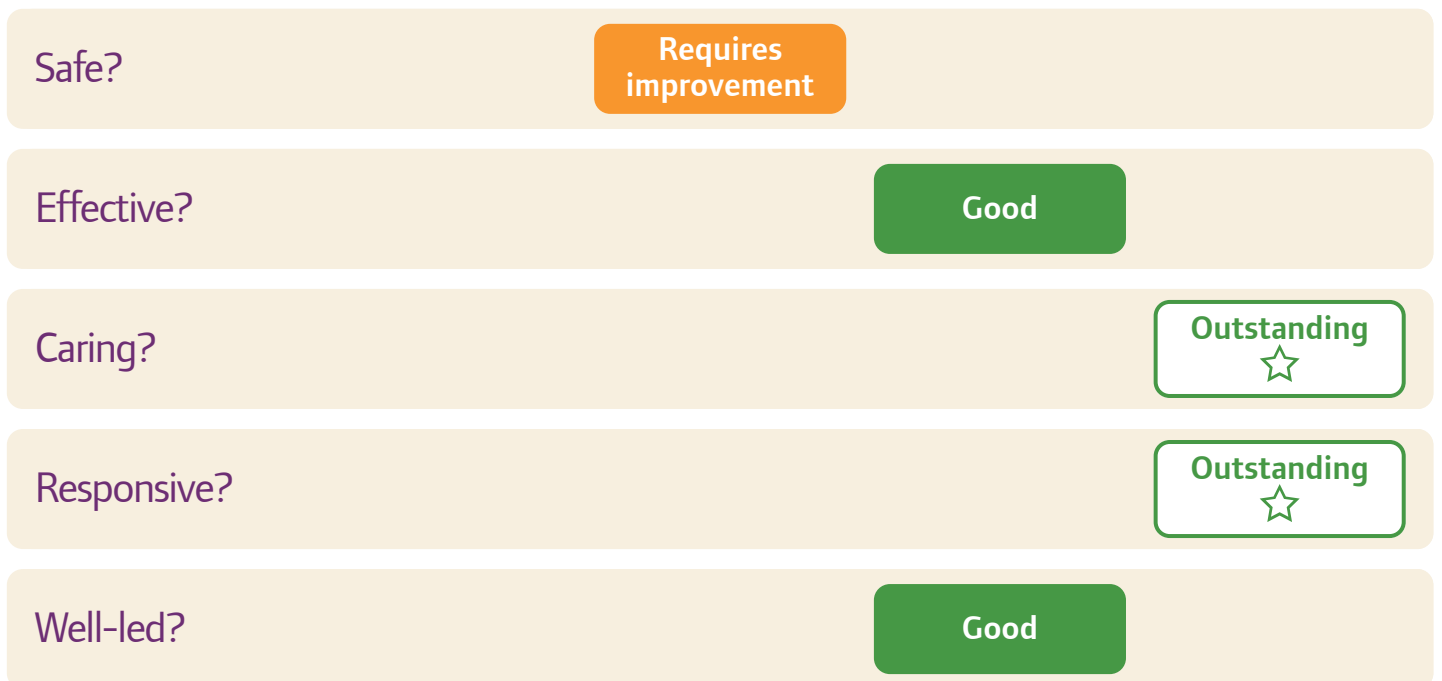 Safe?
Requires
improvement
Effective?
Good
Caring?
Outstanding
Responsive?
Outstanding
Well-led?
Good